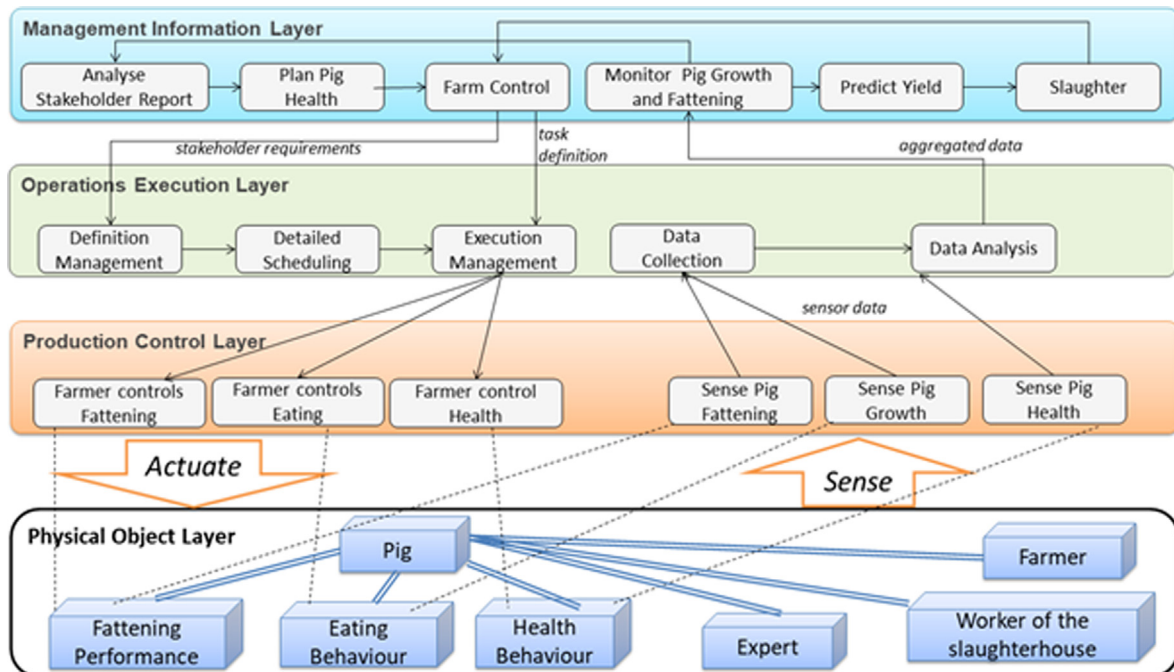 Management Information Layer
Analyse
Stakeholder Report
Plan Pig
Health
Farm Control
Monitor Pig Growth
and Fattening
Predict Yield
Slaughter
stakeholder requirements
task
definition
aggregated data
Operations Execution Layer
Definition
Management
Detailed
Scheduling
Execution
Management
Data
Collection
Data Analysis
sensor data
Production Control Layer
Farmer controls
Fattening
Farmer controls
Eating
Farmer control
Health
Sense Pig
Fattening
Sense Pig
Growth
Sense Pig
Health
Actuate
Sense
Physical Object Layer
Pig
Farmer
Fattening
Performance
Eating
Behaviour
Health
Behaviour
Expert
Worker of the
slaughterhouse